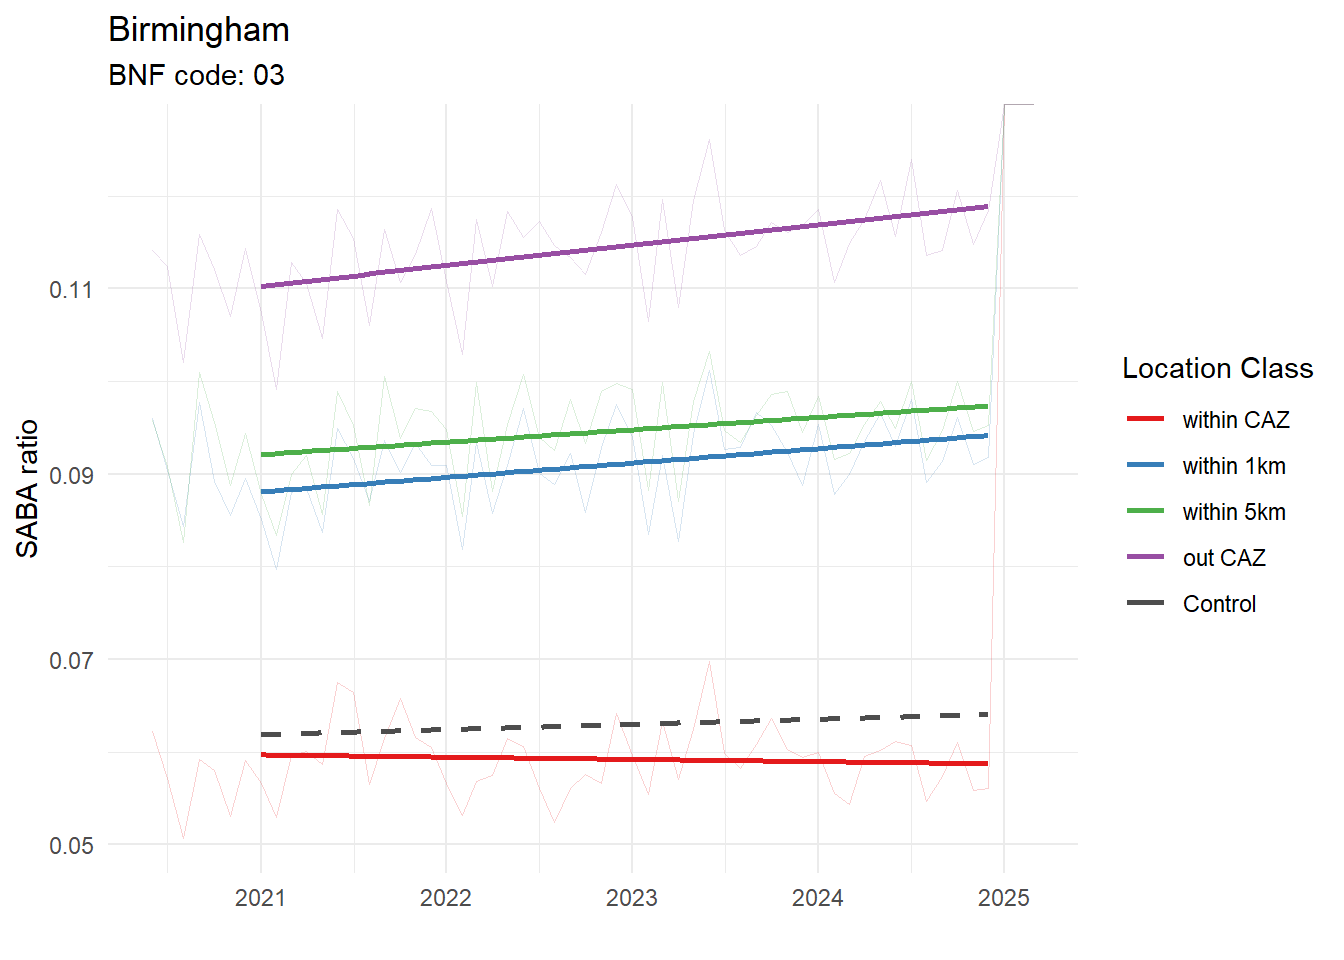 Birmingham
BNF code: 03
SABA ratio
0.11
0.09
0.07
0.05
2021
2022
2023
2024
2025
Location Class
within CAZ
within 1km
within 5km
out CAZ
Control